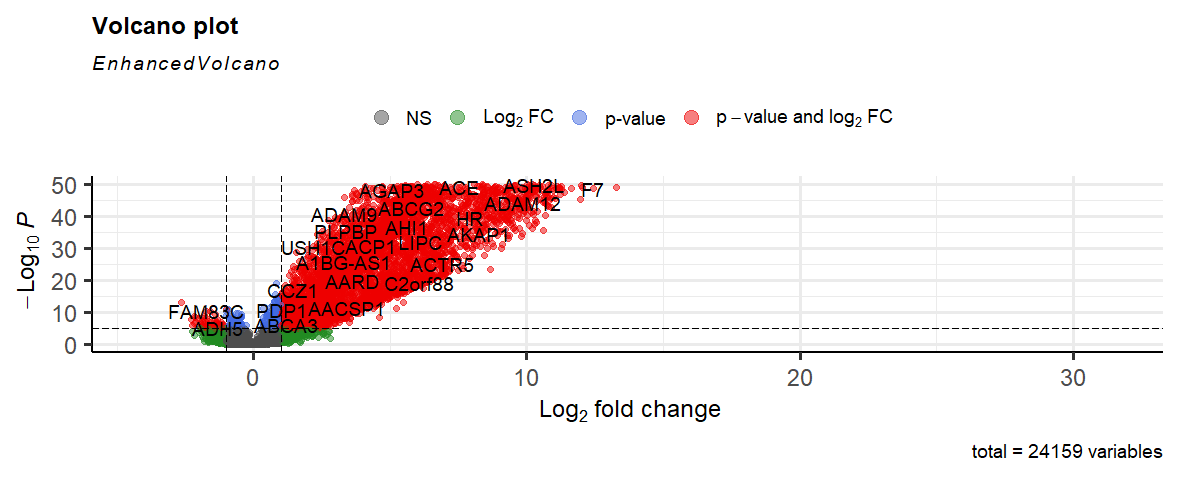 Volcano plot
EnhancedVolcano
NS Log2 FC p-value p – value and log2 FC
– Log10 P
50
40
30
20
10
0
AGAP3 ACE ASH2L F7
ADAM9 ABCG2 ADAM12
PLPBP AHI1 HR AKAP1
USH1C ACP1 LIPC
A1BG-AS1 ACTR5
CCZ1 AARD C2orf88
FAM83C PDP1 AACSP1
ADH5 ABCA3
0 10 20 30
Log2 fold change
total = 24159 variables